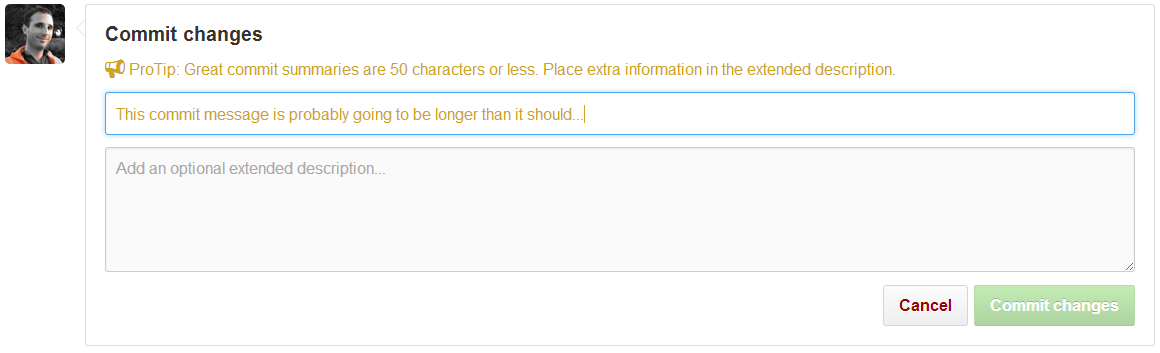 Commit changes
ProTip: Great commit summaries are 50 characters or less. Place extra information in the extended description.
This commit message is probably going to be longer than it should...
Add an optional extended description...
Cancel
Commit changes